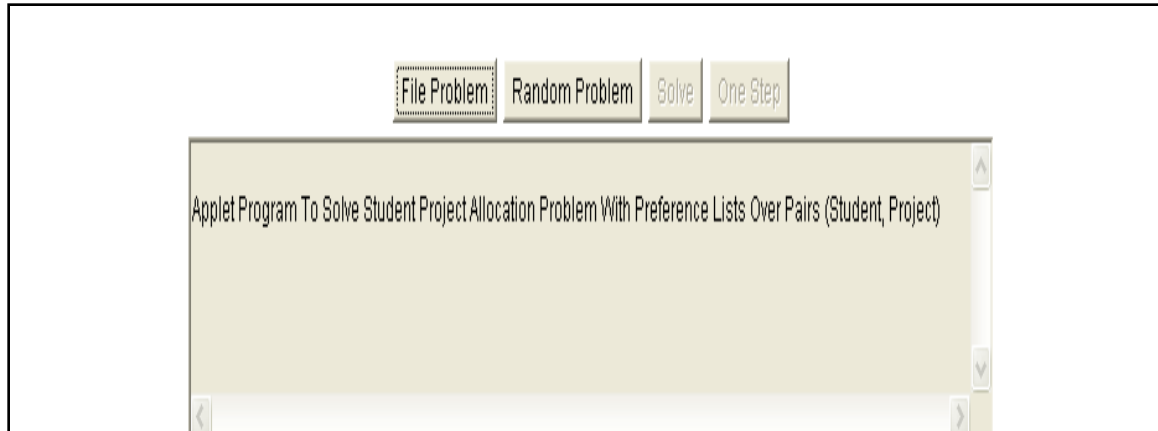 File Problem Random Problem Solve One Step
Applet Program To Solve Student Project Allocation Problem With Preference Lists Over Pairs (Student, Project)